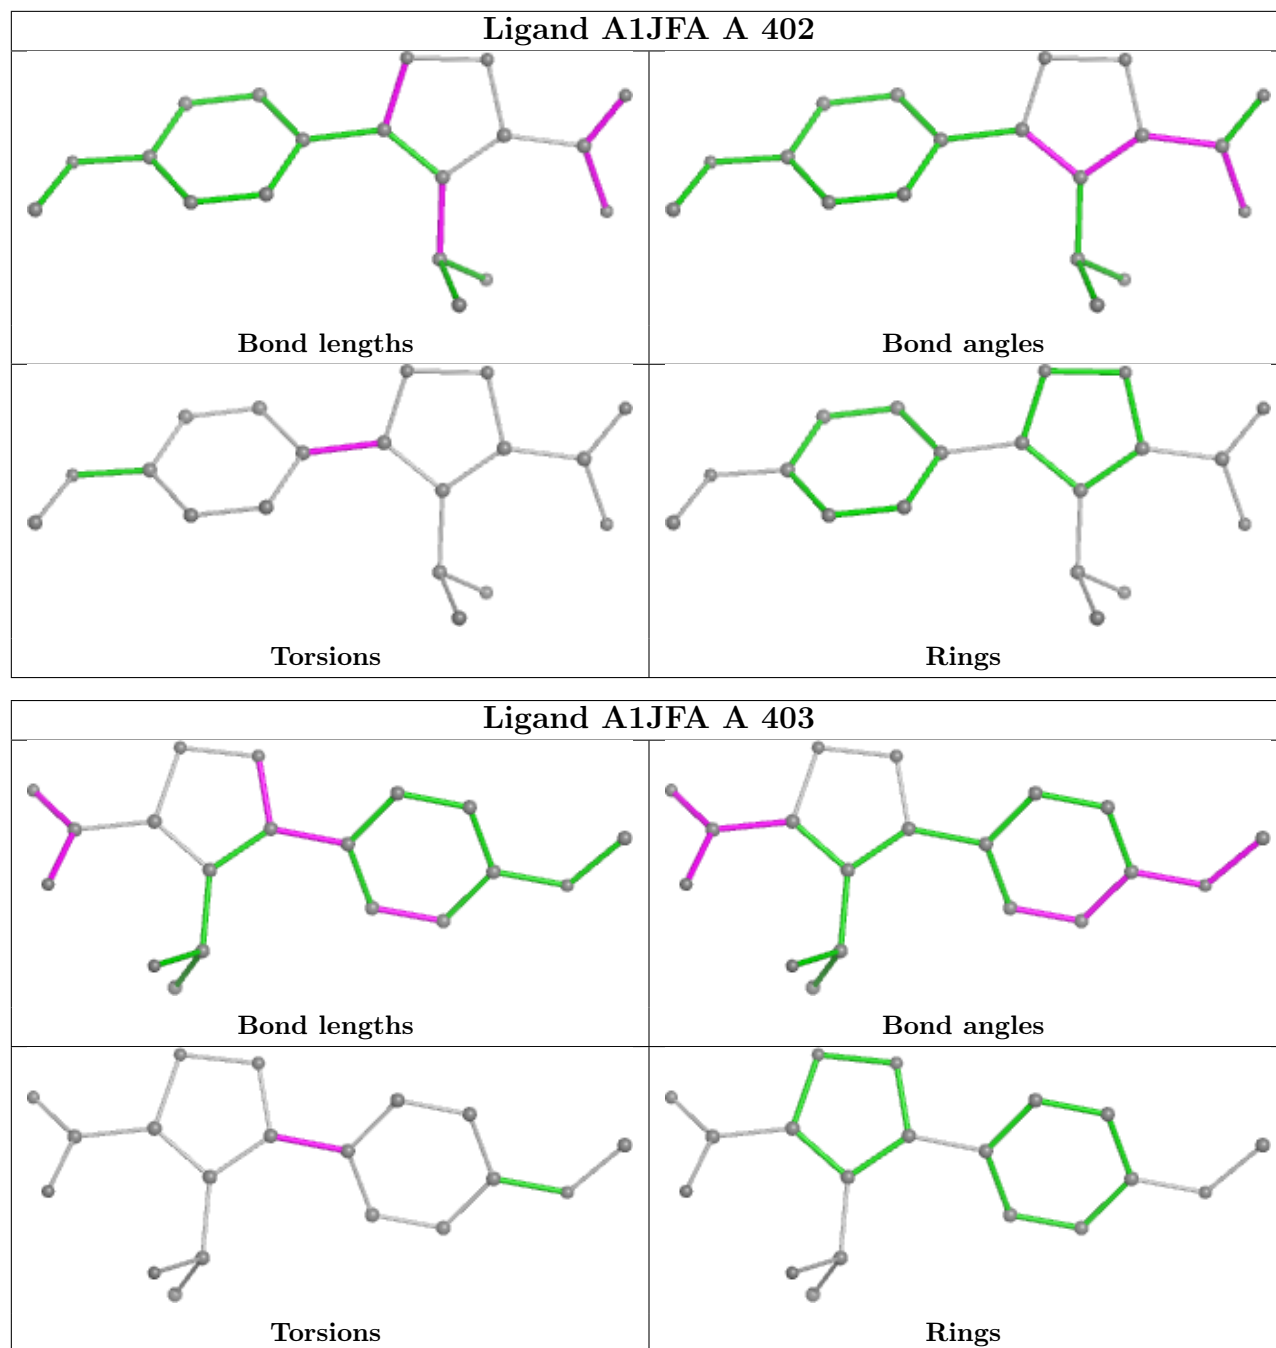 Ligand A1JFA A 402
Bond lengths
Bond angles
Torsions
Rings
Ligand A1JFA A 403
Bond lengths
Bond angles
Torsions
Rings